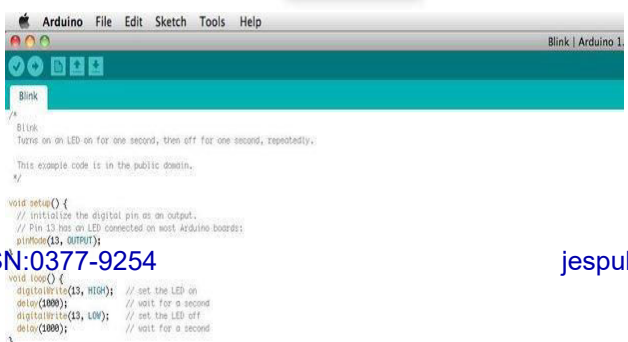 Arduino File Edit Sketch Tools Help
Blink | Arduino 1.
Blink
/*
Blink
Turns on an LED on for one second, then off for one second, repeatedly.
This example code is in the public domain.
*/
void setup() {
// initialize the digital pin as an output.
// Pin 13 has an LED connected on most Arduino boards:
pinMode(13, OUTPUT);
}
SN:0377-9254 jespul
void loop() {
digitalWrite(13, HIGH); // set the LED on
delay(1000); // wait for a second
digitalWrite(13, LOW); // set the LED off
delay(1000); // wait for a second
}